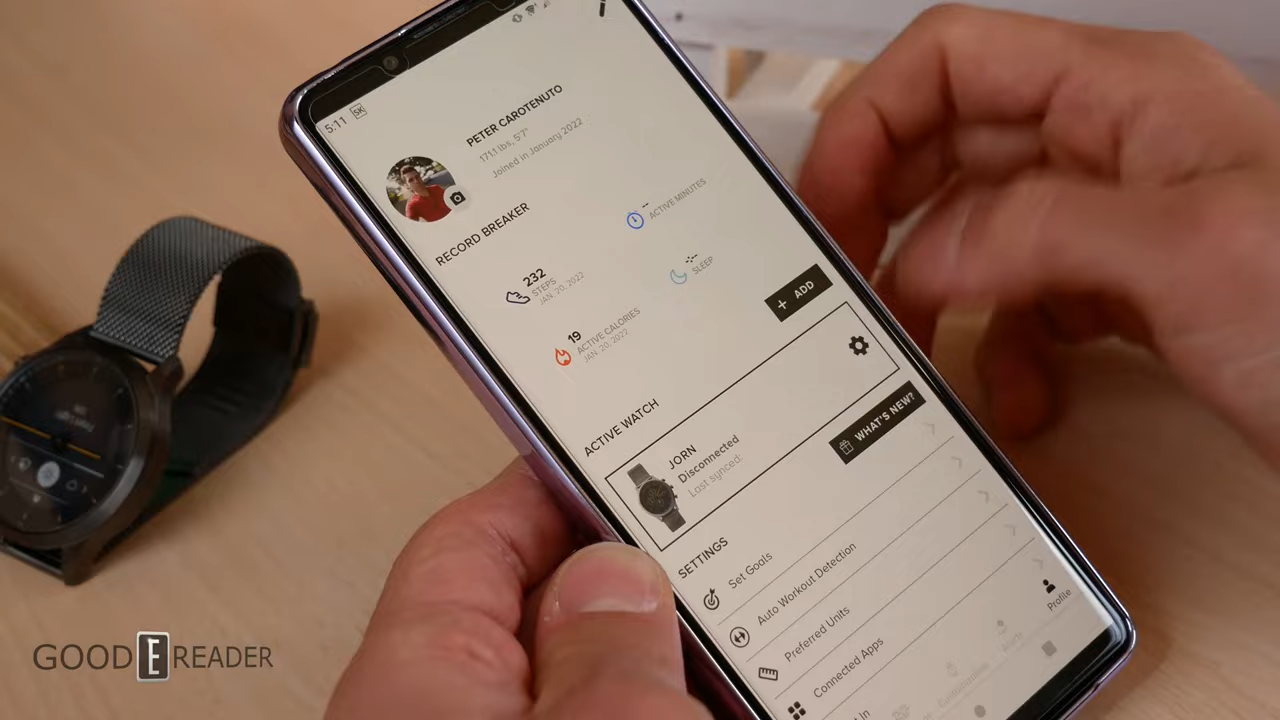 5:11
PETER CAROTENUTO
171.1 lbs, 5'7"
Joined in January 2022
RECORD BREAKER
232
STEPS
JAN. 20, 2022
--
ACTIVE MINUTES
19
ACTIVE CALORIES
JAN. 20, 2022
-:--
SLEEP
ACTIVE WATCH
+ ADD
JORN
Disconnected
Last synced:
SETTINGS
WHAT'S NEW?
Set Goals
Auto Workout Detection
Preferred Units
Connected Apps
Profile
GOOD E READER